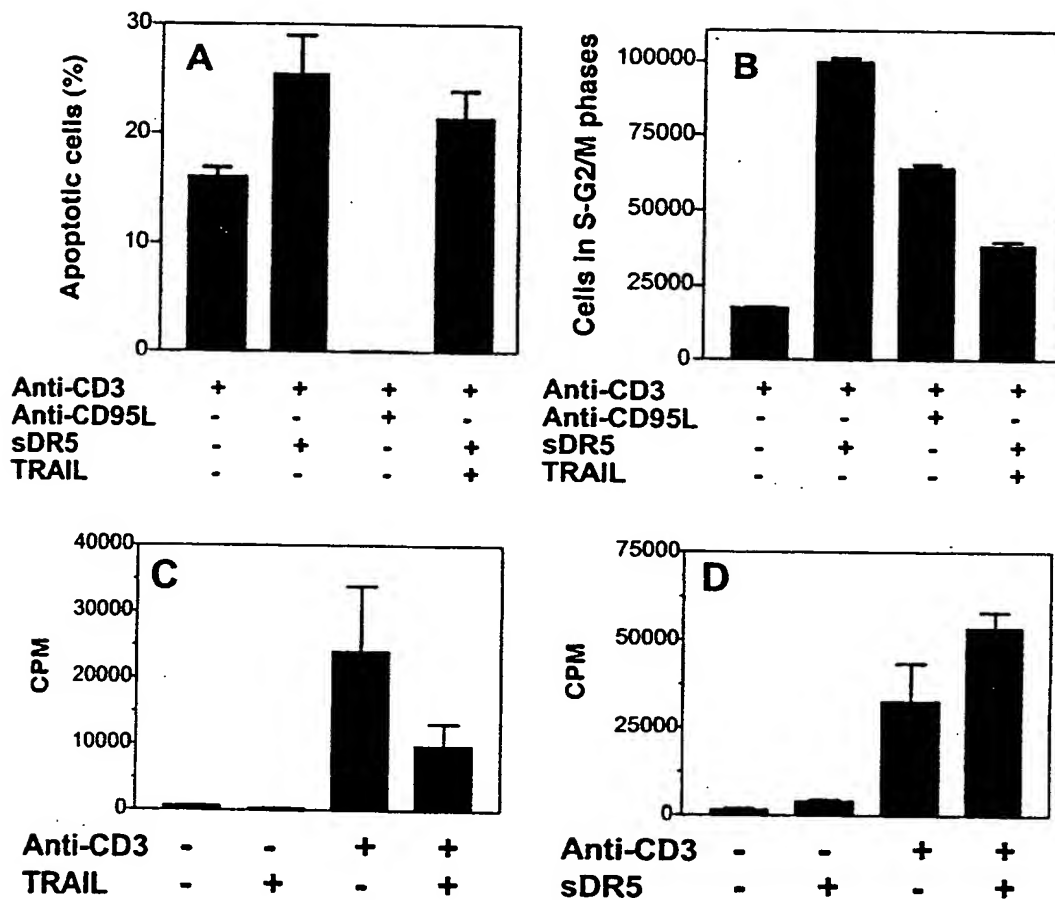 A
Apoptotic cells (%)
30
20
10
0
Anti-CD3 + + + +
Anti-CD95L - - + -
sDR5 - + - +
TRAIL - - - +
B
Cells in S-G2/M phases
100000
75000
50000
25000
0
Anti-CD3 + + + +
Anti-CD95L - - + -
sDR5 - + - +
TRAIL - - - +
C
CPM
40000
30000
20000
10000
0
Anti-CD3 - - + +
TRAIL - + - +
D
CPM
75000
50000
25000
0
Anti-CD3 - - + +
sDR5 - + - +